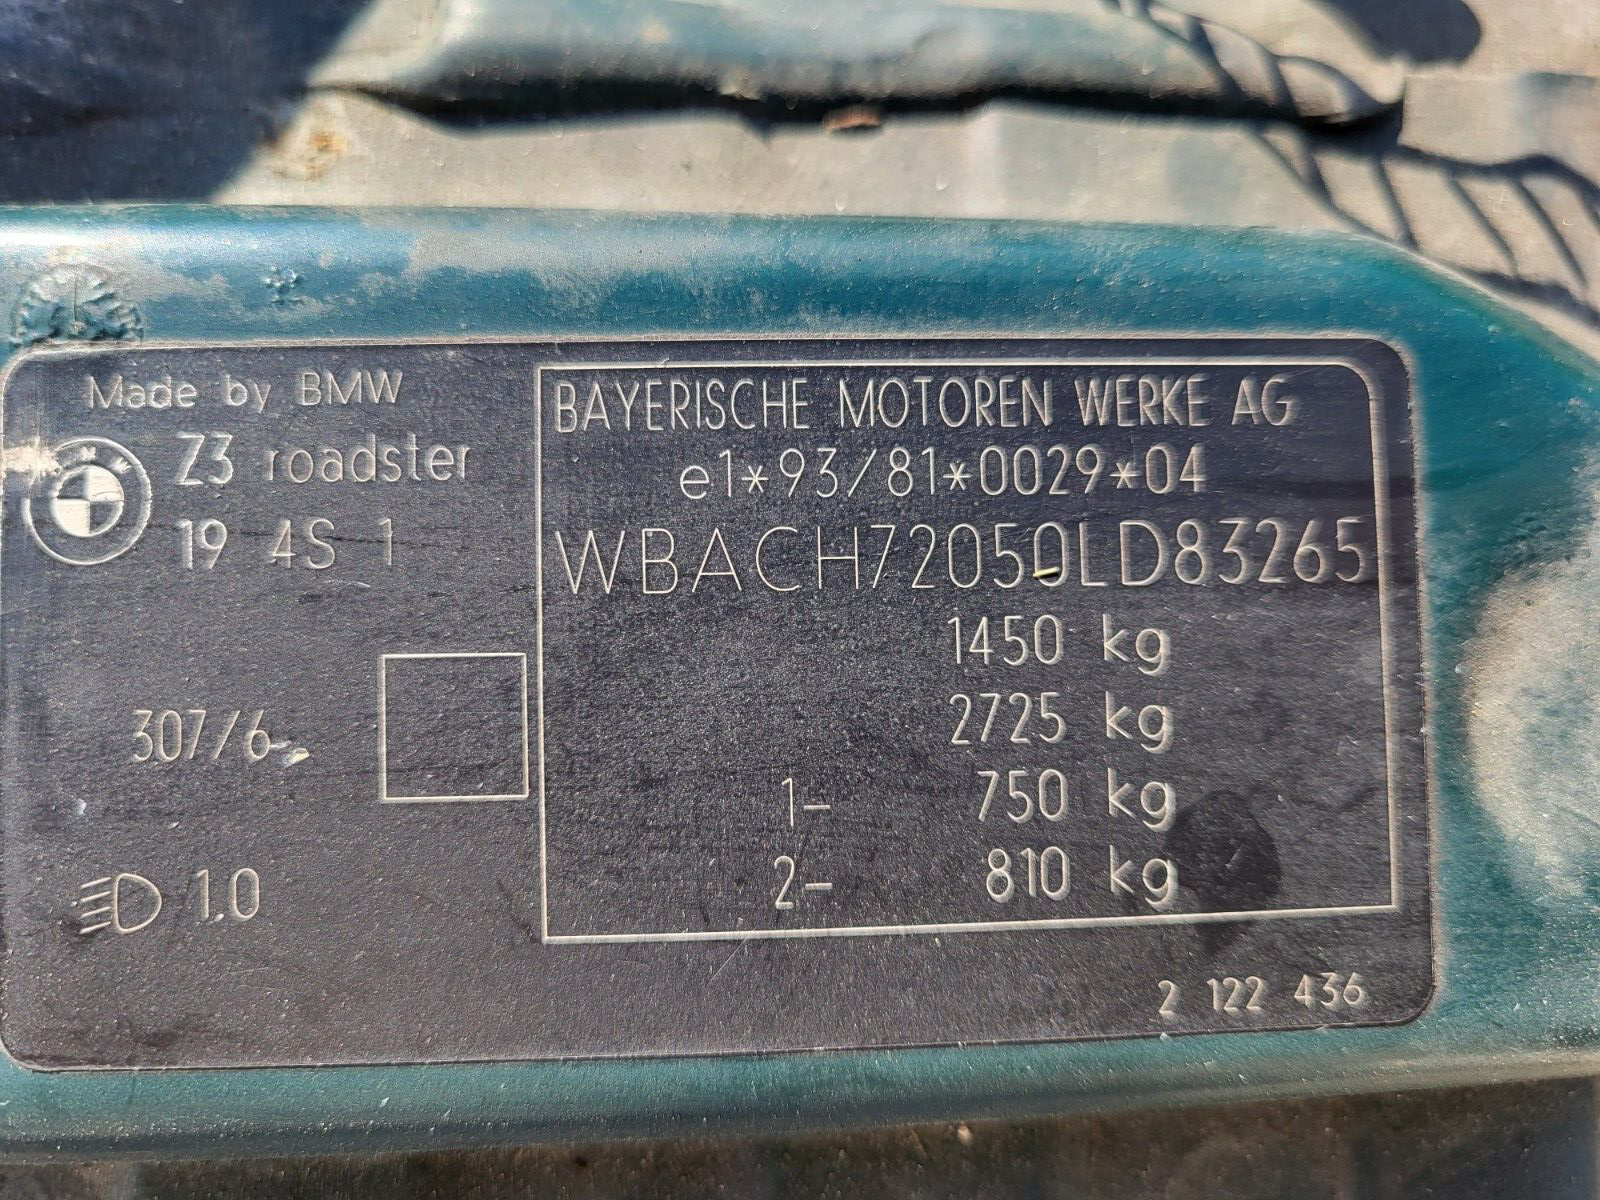 Made by BMW
Z3 roadster
19 4S 1
307/6
1.0
BAYERISCHE MOTOREN WERKE AG
e1*93/81*0029*04
WBACH72050LD83265
1450 kg
2725 kg
1- 750 kg
2- 810 kg
2 122 436